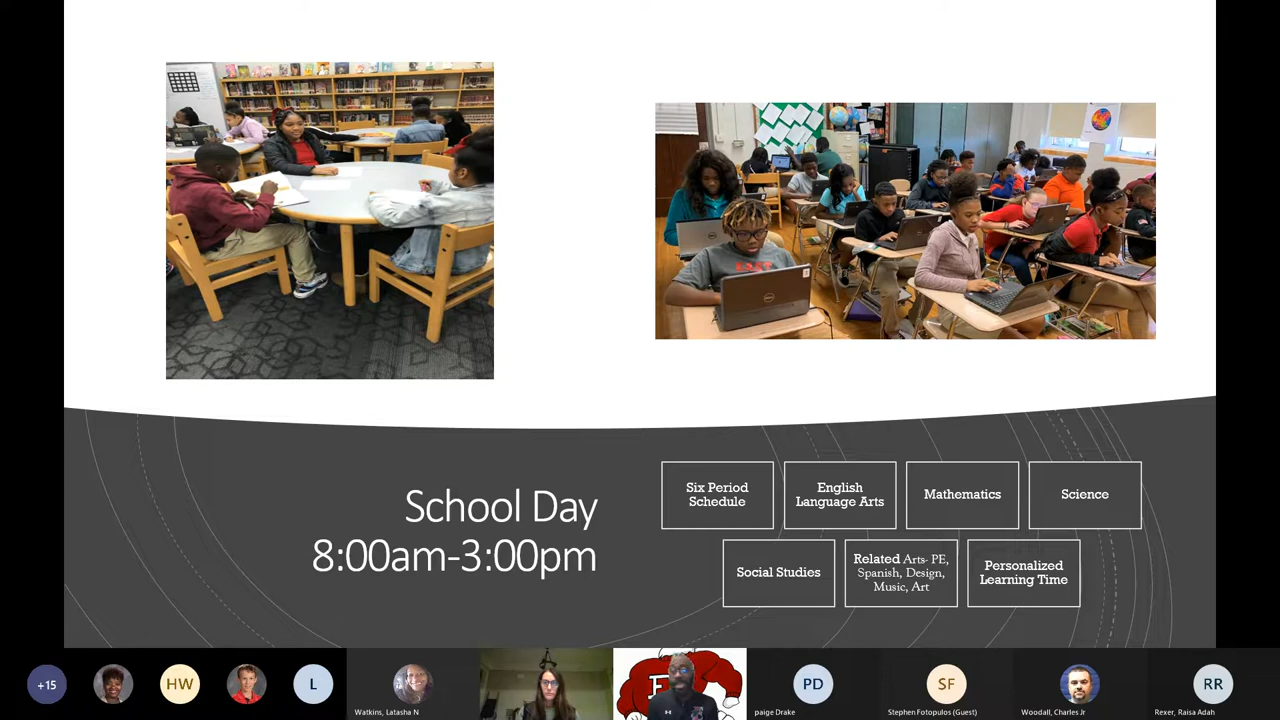 School Day
8:00am-3:00pm
Six Period
Schedule
English
Language Arts
Mathematics
Science
Social Studies
Related Arts- PE,
Spanish, Design,
Music, Art
Personalized
Learning Time
+15
HW
L
Watkins, Latasha N
PD
paige Drake
SF
Stephen Fotopulos (Guest)
Woodall, Charles Jr
RR
Rexer, Raisa Adah